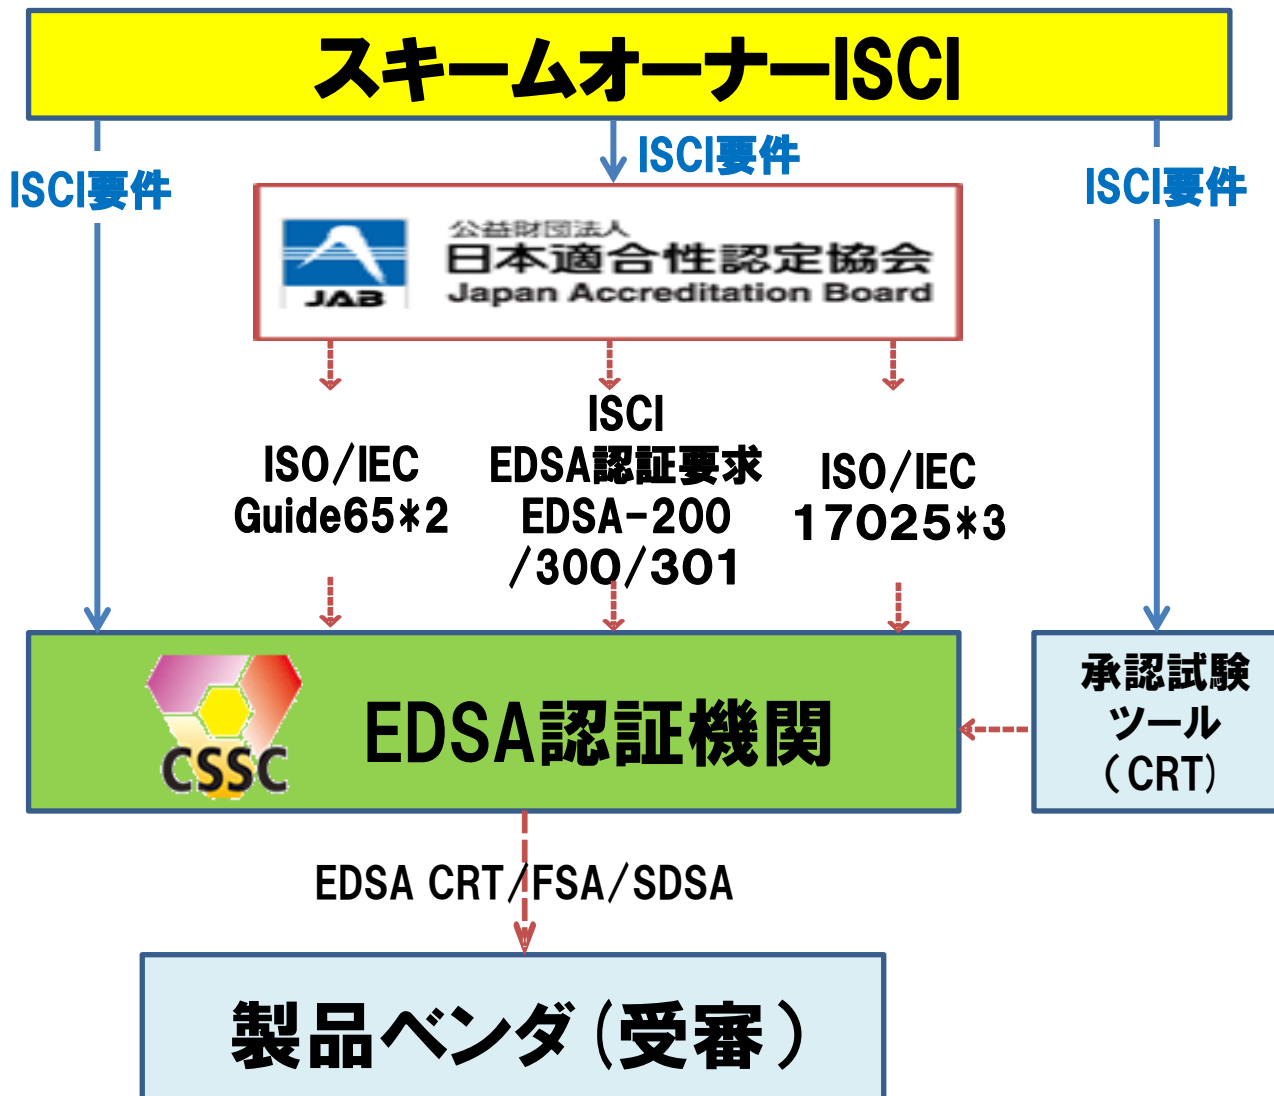 スキームオーナーISCI
ISCI要件
ISCI要件
ISCI要件
公益財団法人
日本適合性認定協会
Japan Accreditation Board
JAB
ISO/IEC
Guide65*2
ISCI
EDSA認証要求
EDSA-200
/300/301
ISO/IEC
17025*3
CSSC
EDSA認証機関
承認試験
ツール
(CRT)
EDSA CRT/FSA/SDSA
製品ベンダ(受審)